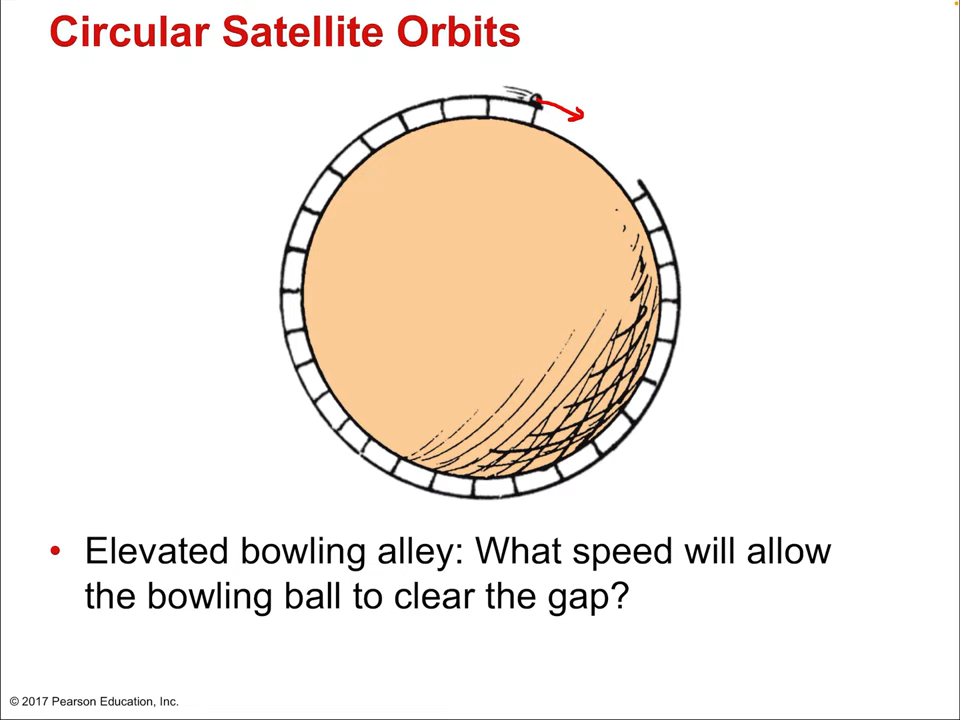 Circular Satellite Orbits
• Elevated bowling alley: What speed will allow
the bowling ball to clear the gap?
© 2017 Pearson Education, Inc.